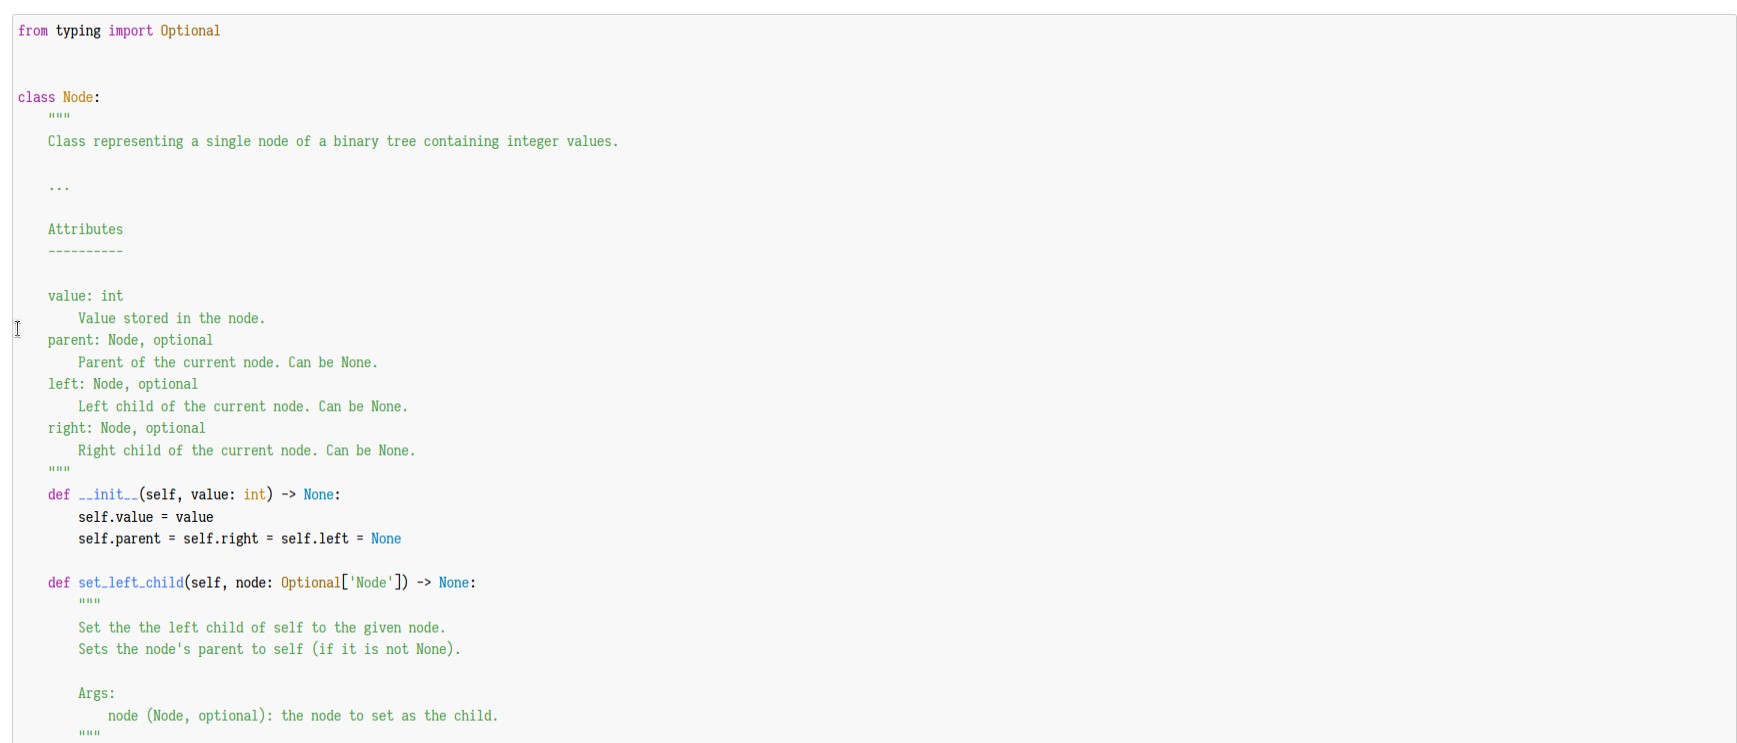 from typing import Optional
class Node:
"""
Class representing a single node of a binary tree containing integer values.
...
Attributes
----------
value: int
Value stored in the node.
parent: Node, optional
Parent of the current node. Can be None.
left: Node, optional
Left child of the current node. Can be None.
right: Node, optional
Right child of the current node. Can be None.
"""
def __init__(self, value: int) -> None:
self.value = value
self.parent = self.right = self.left = None
def set_left_child(self, node: Optional['Node']) -> None:
"""
Set the the left child of self to the given node.
Sets the node's parent to self (if it is not None).
Args:
node (Node, optional): the node to set as the child.
"""